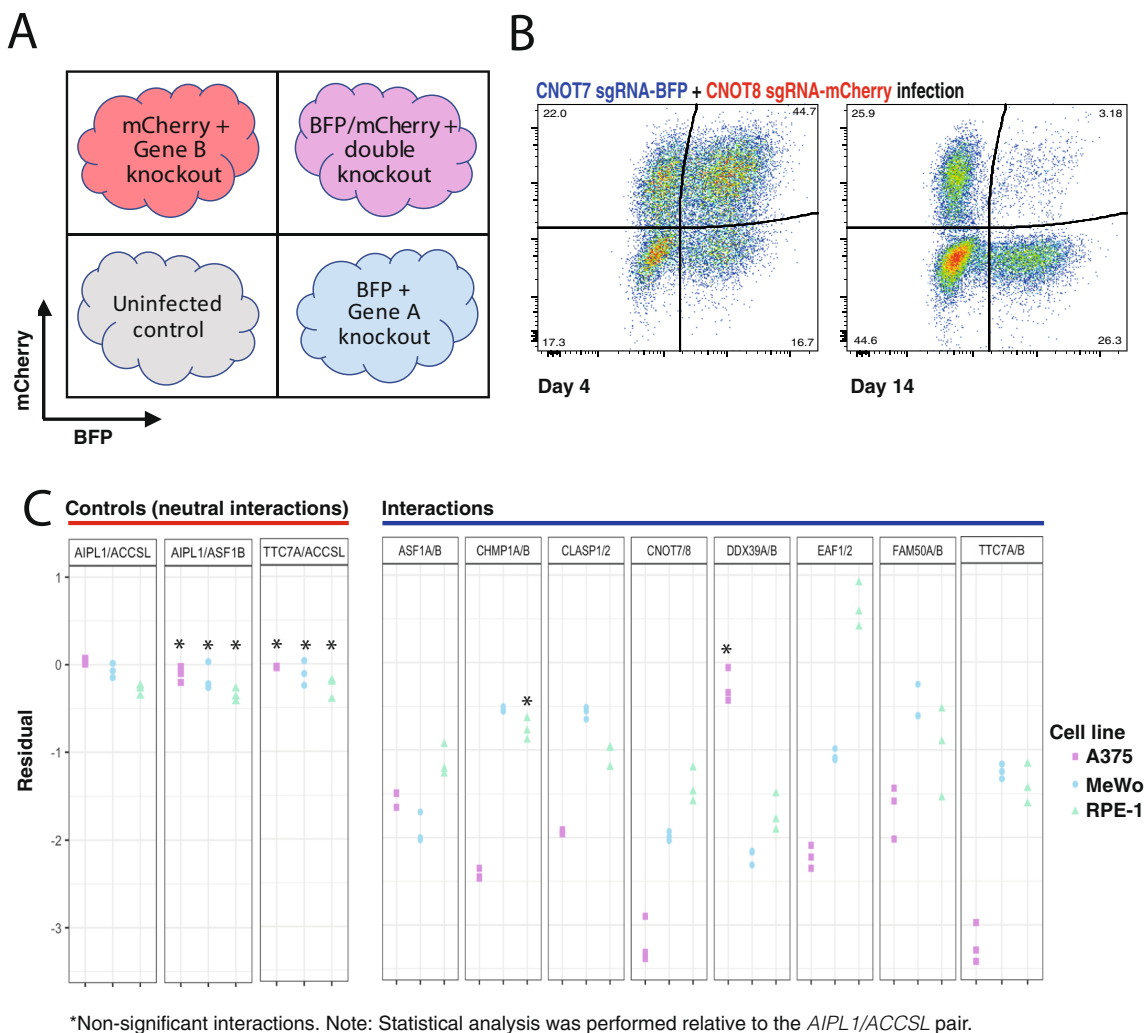 A
mCherry +
Gene B
knockout
BFP/mCherry +
double
knockout
Uninfected
control
BFP +
Gene A
knockout
mCherry
BFP
B
CNOT7 sgRNA-BFP + CNOT8 sgRNA-mCherry infection
22.0
44.7
17.3
16.7
Day 4
25.9
3.18
44.6
26.3
Day 14
C
Controls (neutral interactions)
Interactions
AIPL1/ACCSL
AIPL1/ASF1B
TTC7A/ACCSL
ASF1A/B
CHMP1A/B
CLASP1/2
CNOT7/8
DDX39A/B
EAF1/2
FAM50A/B
TTC7A/B
Residual
1
0
-1
-2
-3
* * *
* * *
*
*
Cell line
A375
MeWo
RPE-1
*Non-significant interactions. Note: Statistical analysis was performed relative to the AIPL1/ACCSL pair.